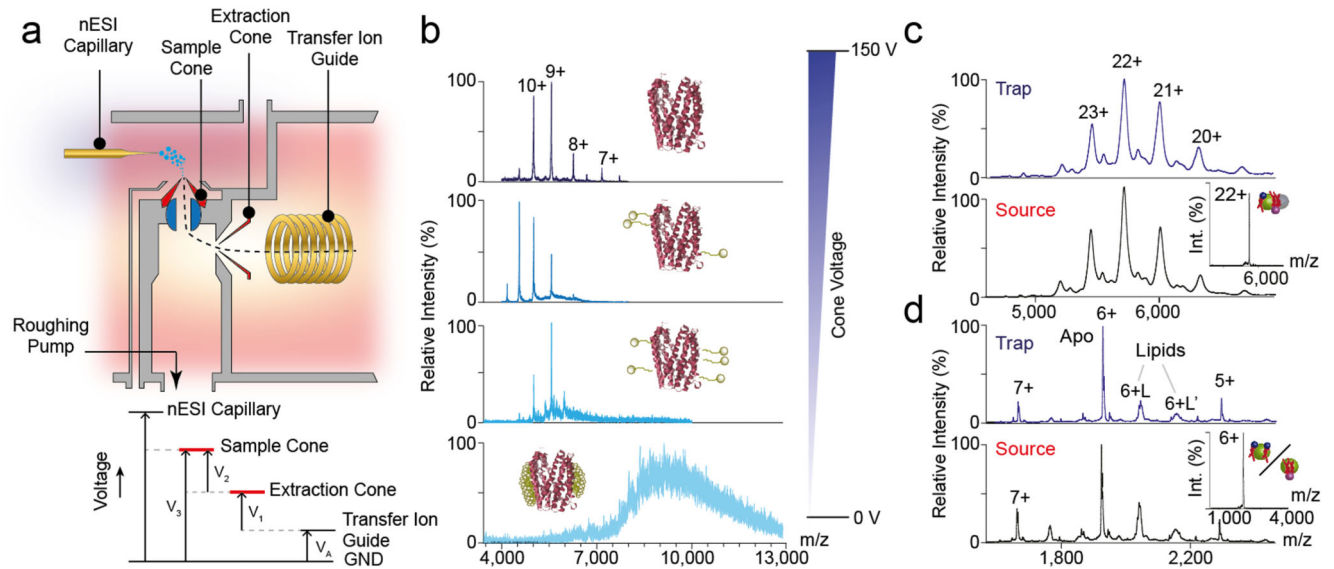 a
nESI
Capillary
Sample
Cone
Extraction
Cone
Transfer Ion
Guide
Roughing
Pump
nESI Capillary
Sample Cone
Extraction Cone
Transfer Ion
Guide
GND
Voltage
V3
V2
V1
VA
b
Relative Intensity (%)
100
10+
9+
8+
7+
0
100
0
100
0
100
0
4,000
7,000
10,000
13,000
m/z
150 V
Cone Voltage
0 V
c
Relative Intensity (%)
100
Trap
23+
22+
21+
20+
0
100
Source
0
5,000
6,000
Int. (%)
22+
6,000
m/z
d
Relative Intensity (%)
100
Trap
7+
Apo
6+
Lipids
6+L
6+L'
5+
0
100
Source
7+
0
1,800
2,200
m/z
Int. (%)
6+
1,000
4,000
m/z